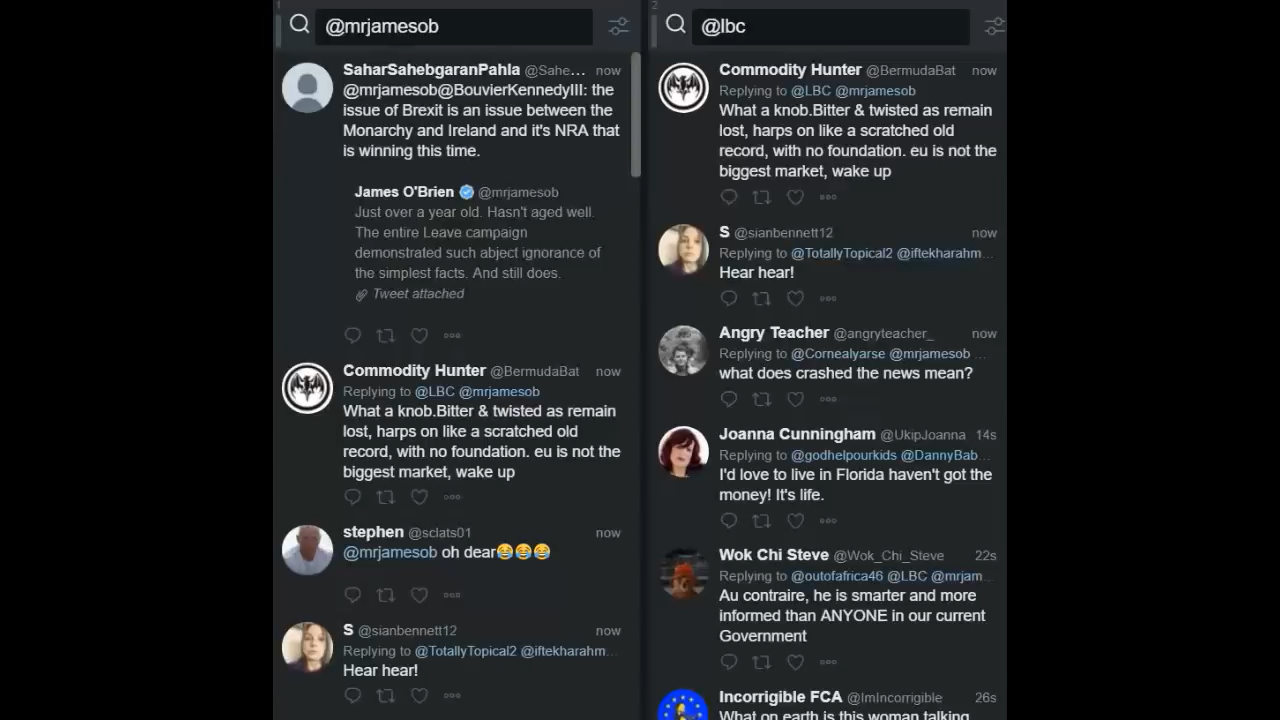 1
@mrjamesob
SaharSahebgaranPahla @Sahe... now
@mrjamesob@BouvierKennedyIII: the
issue of Brexit is an issue between the
Monarchy and Ireland and it's NRA that
is winning this time.
James O'Brien @mrjamesob
Just over a year old. Hasn't aged well.
The entire Leave campaign
demonstrated such abject ignorance of
the simplest facts. And still does.
Tweet attached
Commodity Hunter @BermudaBat now
Replying to @LBC @mrjamesob
What a knob.Bitter & twisted as remain
lost, harps on like a scratched old
record, with no foundation. eu is not the
biggest market, wake up
stephen @sclats01 now
@mrjamesob oh dear😂😂😂
S @sianbennett12 now
Replying to @TotallyTopical2 @iftekharahm...
Hear hear!
2
@lbc
Commodity Hunter @BermudaBat now
Replying to @LBC @mrjamesob
What a knob.Bitter & twisted as remain
lost, harps on like a scratched old
record, with no foundation. eu is not the
biggest market, wake up
S @sianbennett12 now
Replying to @TotallyTopical2 @iftekharahm...
Hear hear!
Angry Teacher @angryteacher_ now
Replying to @Cornealyarse @mrjamesob ...
what does crashed the news mean?
Joanna Cunningham @UkipJoanna 14s
Replying to @godhelpourkids @DannyBab...
I'd love to live in Florida haven't got the
money! It's life.
Wok Chi Steve @Wok_Chi_Steve 22s
Replying to @outofafrica46 @LBC @mrjam...
Au contraire, he is smarter and more
informed than ANYONE in our current
Government
Incorrigible FCA @ImIncorrigible 26s
What on earth is this woman talking